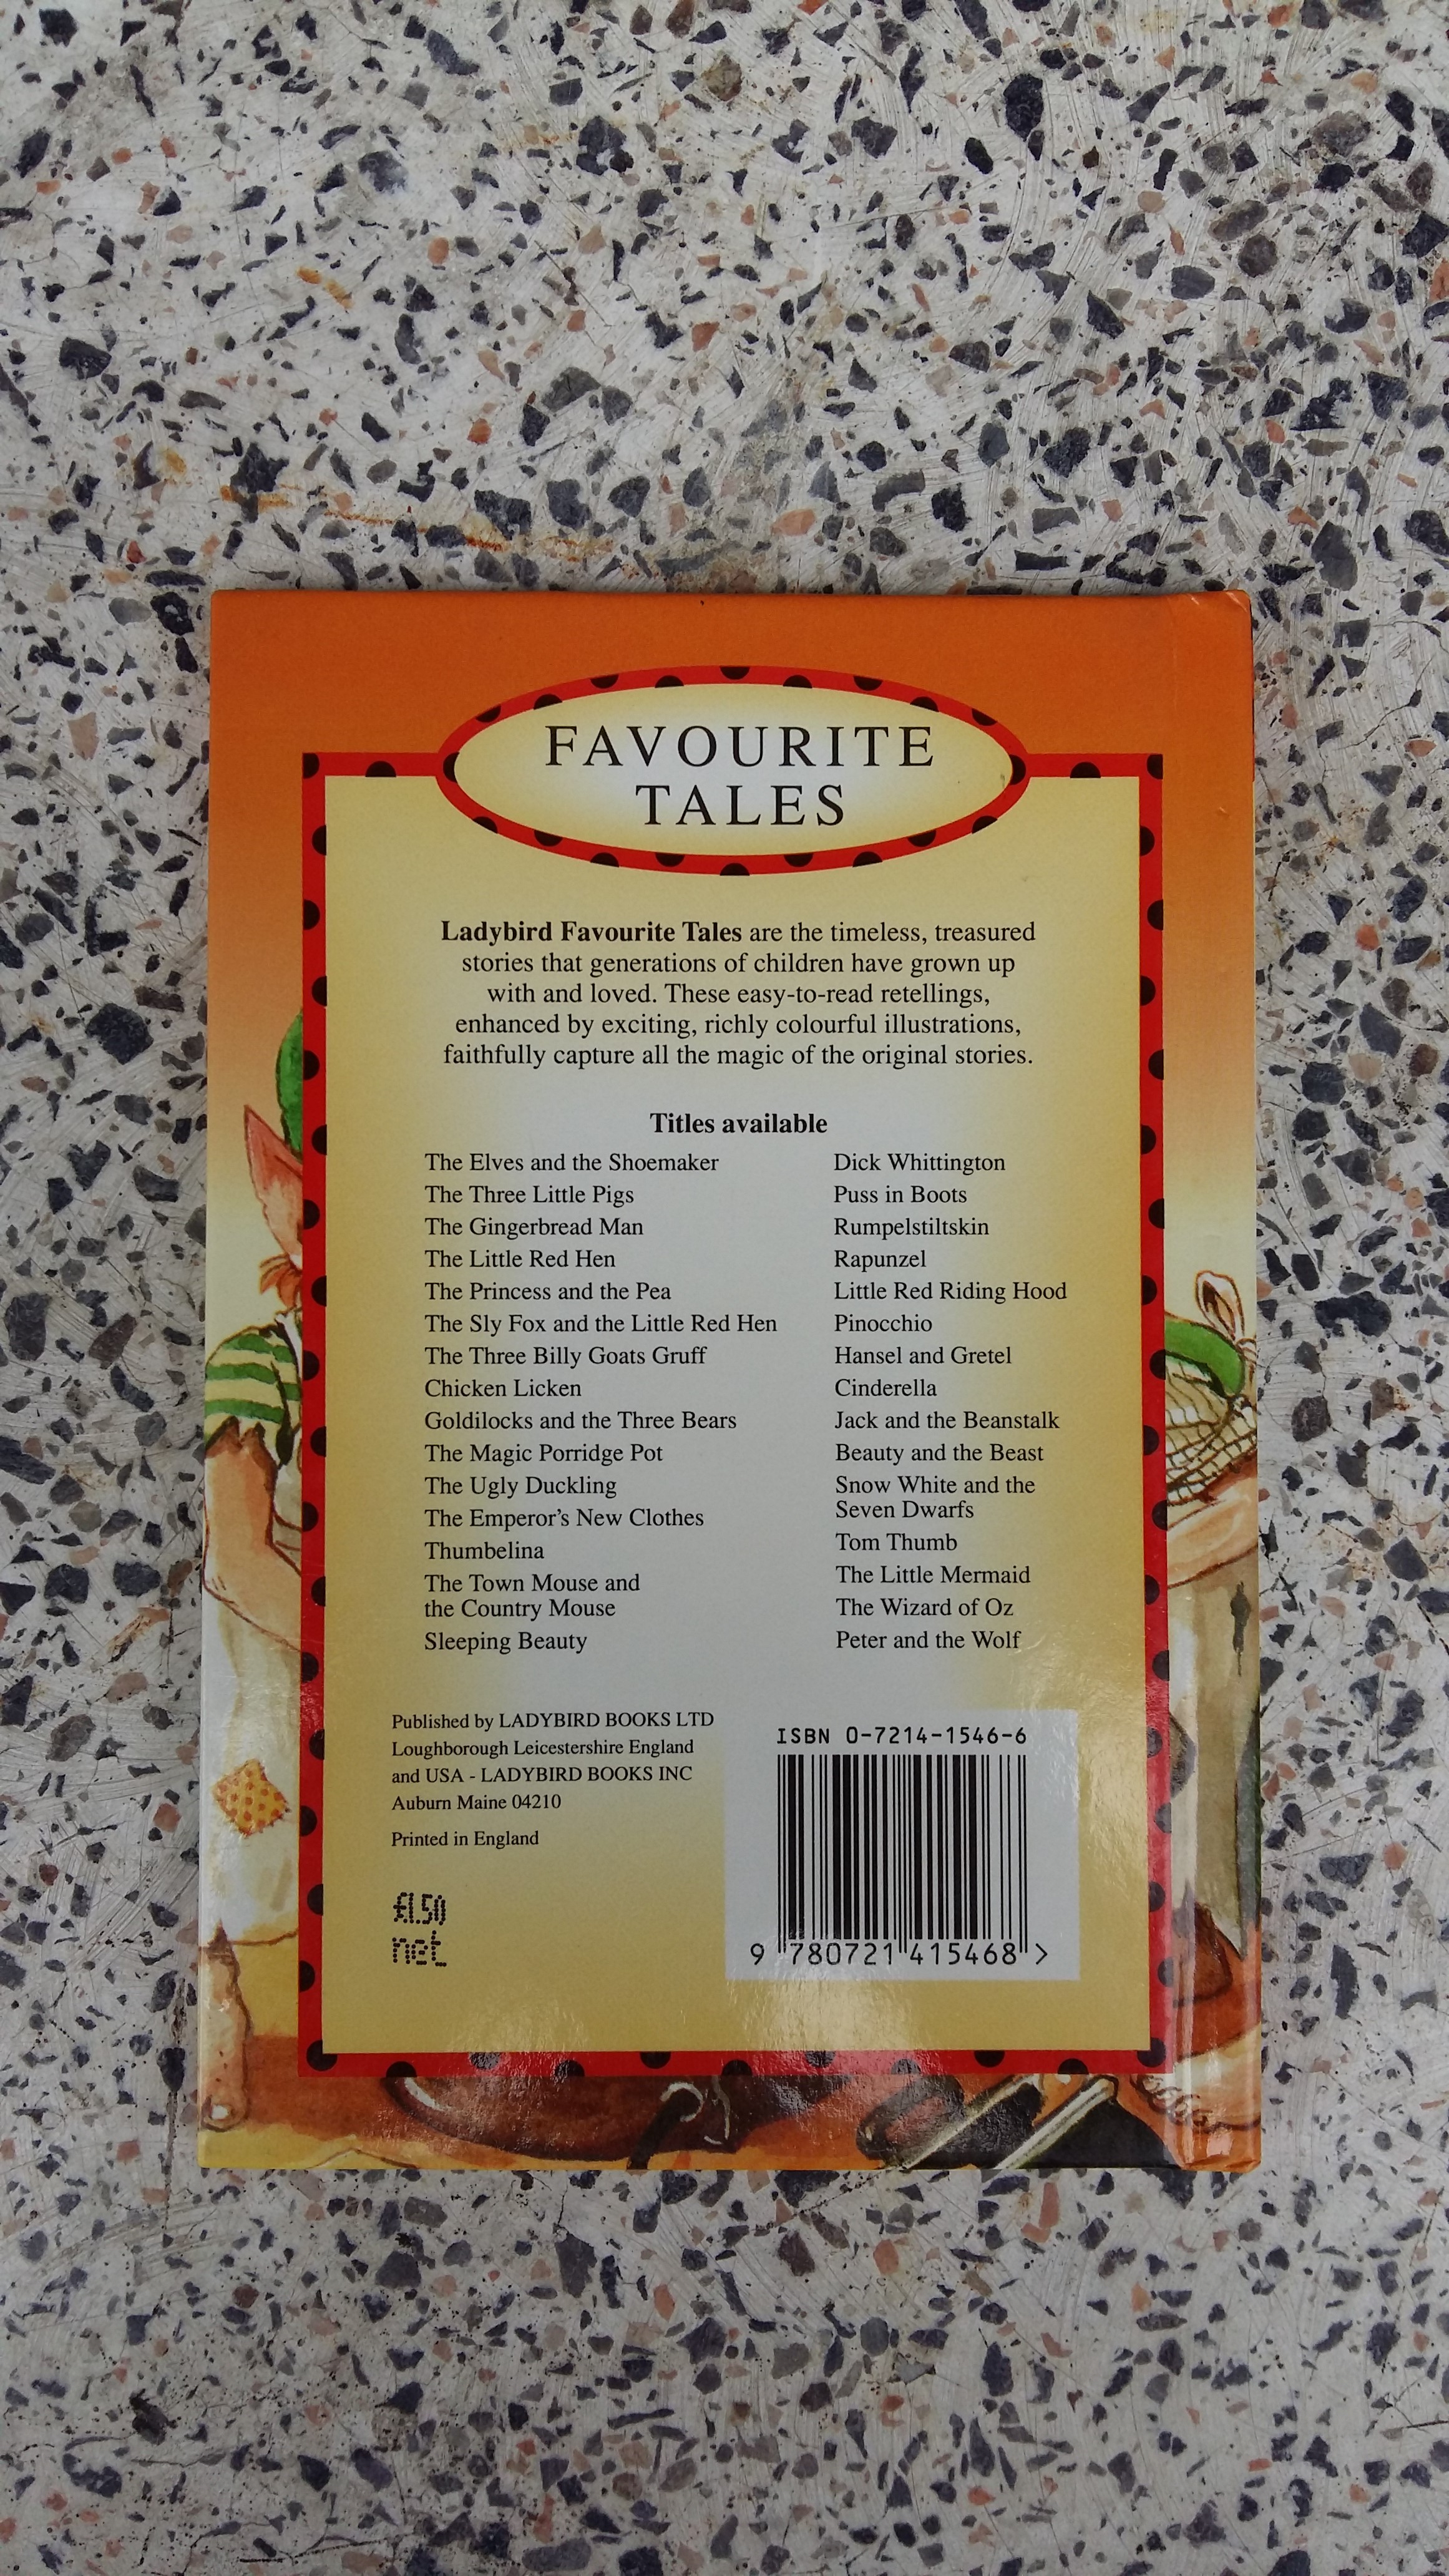 FAVOURITE
TALES
Ladybird Favourite Tales are the timeless, treasured
stories that generations of children have grown up
with and loved. These easy-to-read retellings,
enhanced by exciting, richly colourful illustrations,
faithfully capture all the magic of the original stories.
Titles available
The Elves and the Shoemaker
The Three Little Pigs
The Gingerbread Man
The Little Red Hen
The Princess and the Pea
The Sly Fox and the Little Red Hen
The Three Billy Goats Gruff
Chicken Licken
Goldilocks and the Three Bears
The Magic Porridge Pot
The Ugly Duckling
The Emperor's New Clothes
Thumbelina
The Town Mouse and
the Country Mouse
Sleeping Beauty
Dick Whittington
Puss in Boots
Rumpelstiltskin
Rapunzel
Little Red Riding Hood
Pinocchio
Hansel and Gretel
Cinderella
Jack and the Beanstalk
Beauty and the Beast
Snow White and the
Seven Dwarfs
Tom Thumb
The Little Mermaid
The Wizard of Oz
Peter and the Wolf
Published by LADYBIRD BOOKS LTD
Loughborough Leicestershire England
and USA - LADYBIRD BOOKS INC
Auburn Maine 04210
Printed in England
£1.50
net
ISBN 0-7214-1546-6
9 780721 415468 >